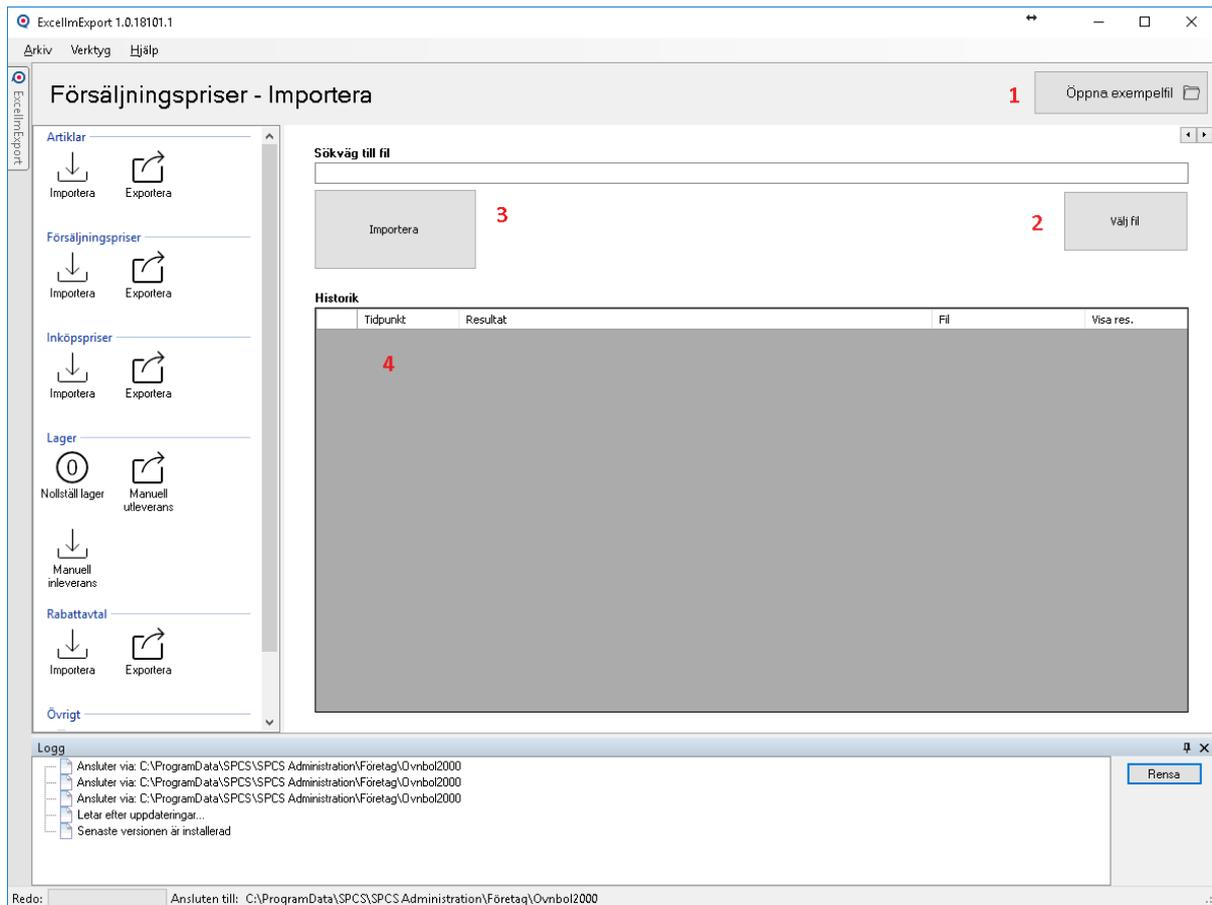 ExcelImExport 1.0.18101.1
Arkiv Verktyg Hjälp
ExcelImExport
Försäljningspriser - Importera
1
Öppna exempelfil
Artiklar
Importera Exportera
Försäljningspriser
Importera Exportera
Inköpspriser
Importera Exportera
Lager
0
Nollställ lager
Manuell
utleverans
Manuell
inleverans
Rabattavtal
Importera Exportera
Övrigt
Sökväg till fil
Importera
3
2
Välj fil
Historik
Tidpunkt Resultat Fil Visa res.
4
Logg
Ansluter via: C:\ProgramData\SPCS\SPCS Administration\Företag\Ovnbol2000
Ansluter via: C:\ProgramData\SPCS\SPCS Administration\Företag\Ovnbol2000
Ansluter via: C:\ProgramData\SPCS\SPCS Administration\Företag\Ovnbol2000
Letar efter uppdateringar...
Senaste versionen är installerad
Rensa
Redo: Ansluten till: C:\ProgramData\SPCS\SPCS Administration\Företag\Ovnbol2000